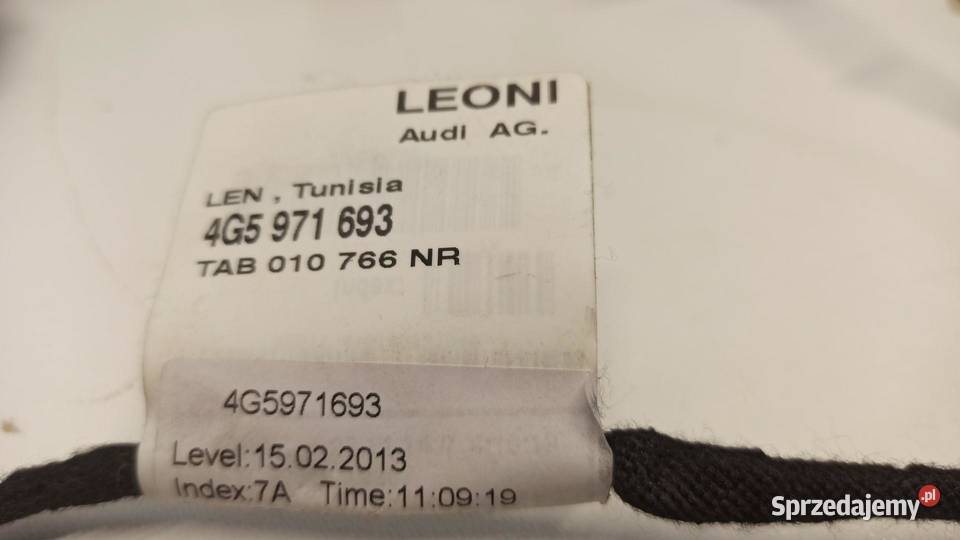 LEONI
Audi AG.
LEN , Tunisia
4G5 971 693
TAB 010 766 NR
4G5971693
Level:15.02.2013
Index:7A Time:11:09:19
Sprzedajemy.pl